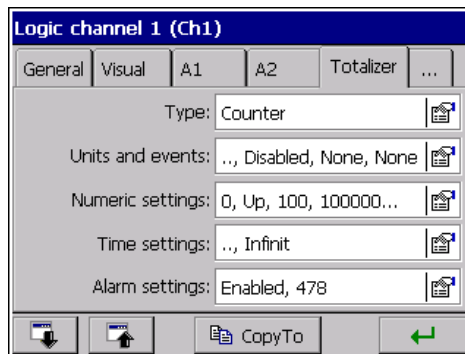 Logic channel 1 (Ch1)
General Visual A1 A2 Totalizer ...
Type: Counter
Units and events: .., Disabled, None, None
Numeric settings: 0, Up, 100, 100000...
Time settings: .., Infinit
Alarm settings: Enabled, 478
CopyTo